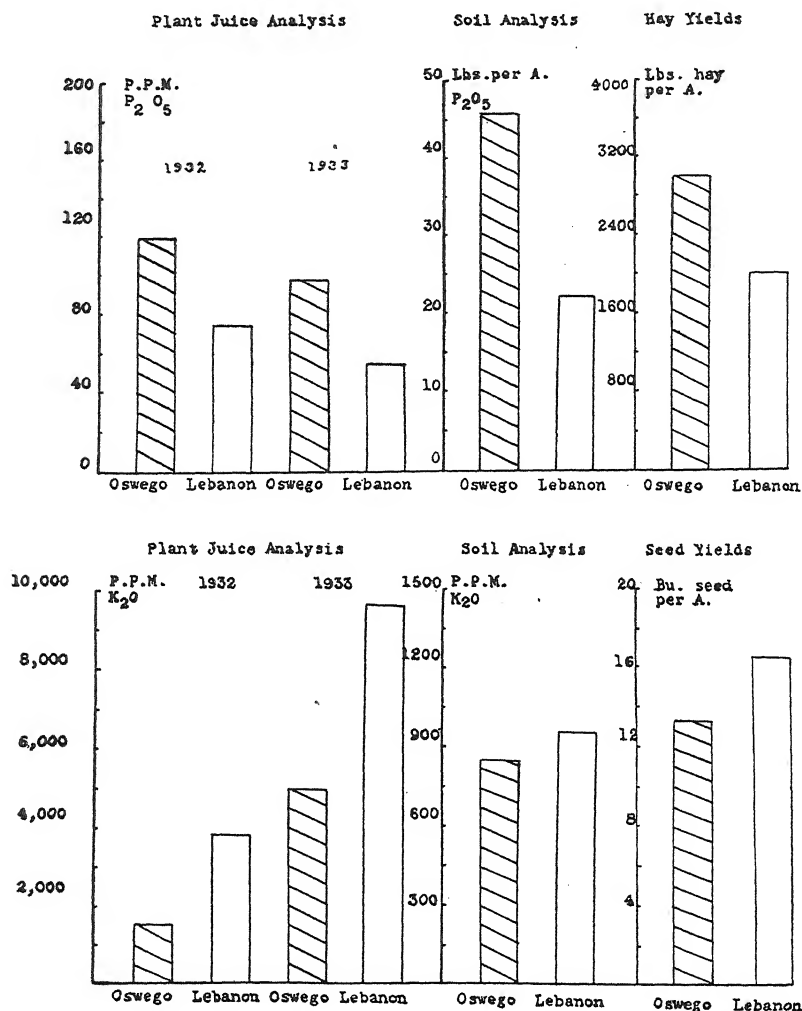 Plant Juice Analysis
Soil Analysis
Hay Yields
200
P.P.M.
P2O5
160
1932
1933
120
80
40
0
Oswego Lebanon Oswego Lebanon
50
Lbs.per A.
P2O5
40
30
20
10
0
Oswego Lebanon
4000
Lbs. hay
per A.
3200
2400
1600
800
Oswego Lebanon
Plant Juice Analysis
Soil Analysis
Seed Yields
10,000
P.P.M.
K2O
1932
1933
8,000
6,000
4,000
2,000
Oswego Lebanon Oswego Lebanon
1500
P.P.M.
K2O
1200
900
600
300
Oswego Lebanon
20
Bu. seed
per A.
16
12
8
4
Oswego Lebanon